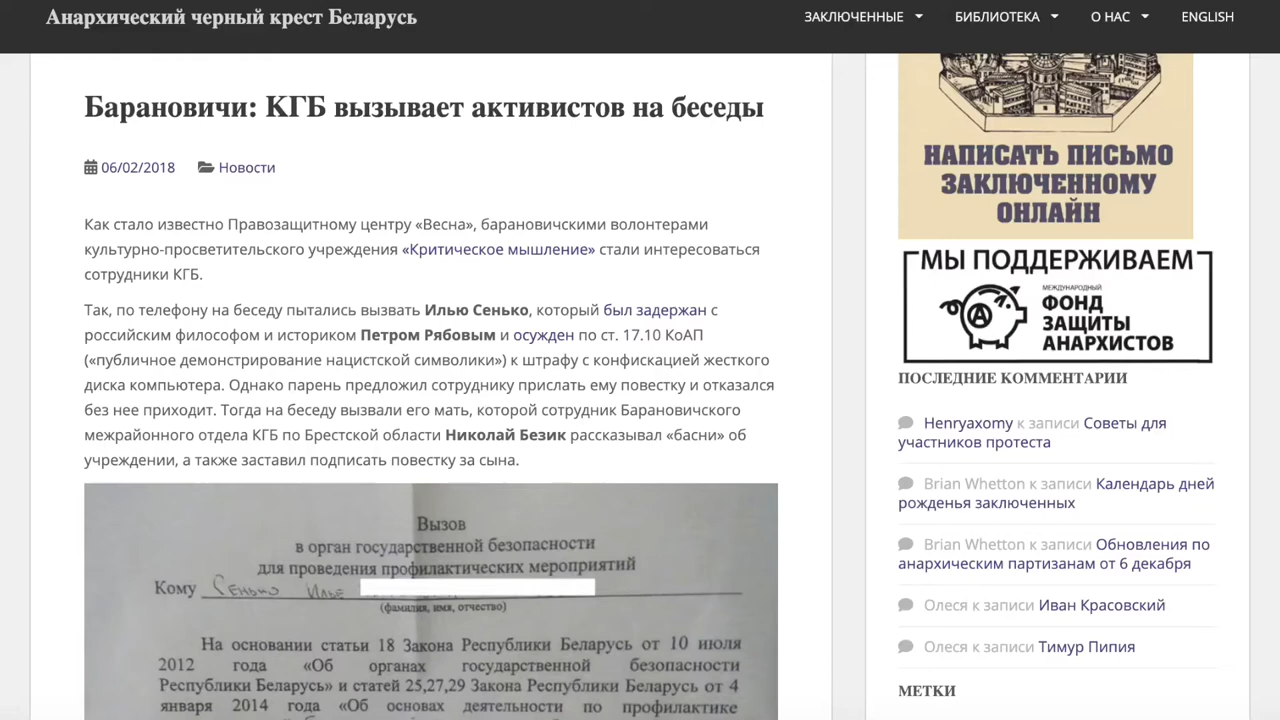 Анархический черный крест Беларусь
ЗАКЛЮЧЕННЫЕ
БИБЛИОТЕКА
О НАС
ENGLISH
Барановичи: КГБ вызывает активистов на беседы
06/02/2018
Новости
Как стало известно Правозащитному центру «Весна», барановичскими волонтерами
культурно-просветительского учреждения «Критическое мышление» стали интересоваться
сотрудники КГБ.
Так, по телефону на беседу пытались вызвать Илью Сенько, который был задержан с
российским философом и историком Петром Рябовым и осужден по ст. 17.10 КоАП
(«публичное демонстрирование нацистской символики») к штрафу с конфискацией жесткого
диска компьютера. Однако парень предложил сотруднику прислать ему повестку и отказался
без нее приходит. Тогда на беседу вызвали его мать, которой сотрудник Барановичского
межрайонного отдела КГБ по Брестской области Николай Безик рассказывал «басни» об
учреждении, а также заставил подписать повестку за сына.
Вызов
в орган государственной безопасности
для проведения профилактических мероприятий
Кому Сенько Илье
(фамилия, имя, отчество)
На основании статьи 18 Закона Республики Беларусь от 10 июля
2012 года «Об органах государственной безопасности
Республики Беларусь» и статей 25,27,29 Закона Республики Беларусь от 4
января 2014 года «Об основах деятельности по профилактике
НАПИСАТЬ ПИСЬМО
ЗАКЛЮЧЕННОМУ
ОНЛАЙН
МЫ ПОДДЕРЖИВАЕМ
МЕЖДУНАРОДНЫЙ
ФОНД
ЗАЩИТЫ
АНАРХИСТОВ
ПОСЛЕДНИЕ КОММЕНТАРИИ
Henryaxomy к записи Советы для
участников протеста
Brian Whetton к записи Календарь дней
рожденья заключенных
Brian Whetton к записи Обновления по
анархическим партизанам от 6 декабря
Олеся к записи Иван Красовский
Олеся к записи Тимур Пипия
МЕТКИ